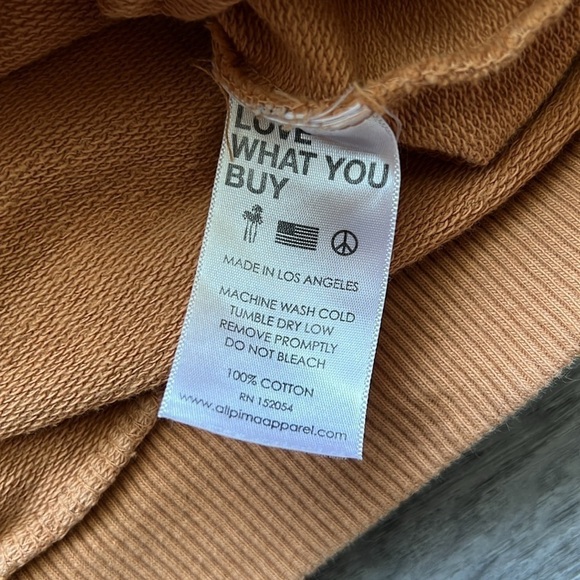 LOVE
WHAT YOU
BUY
MADE IN LOS ANGELES
MACHINE WASH COLD
TUMBLE DRY LOW
REMOVE PROMPTLY
DO NOT BLEACH
100% COTTON
RN 152054
www.allpimaapparel.com